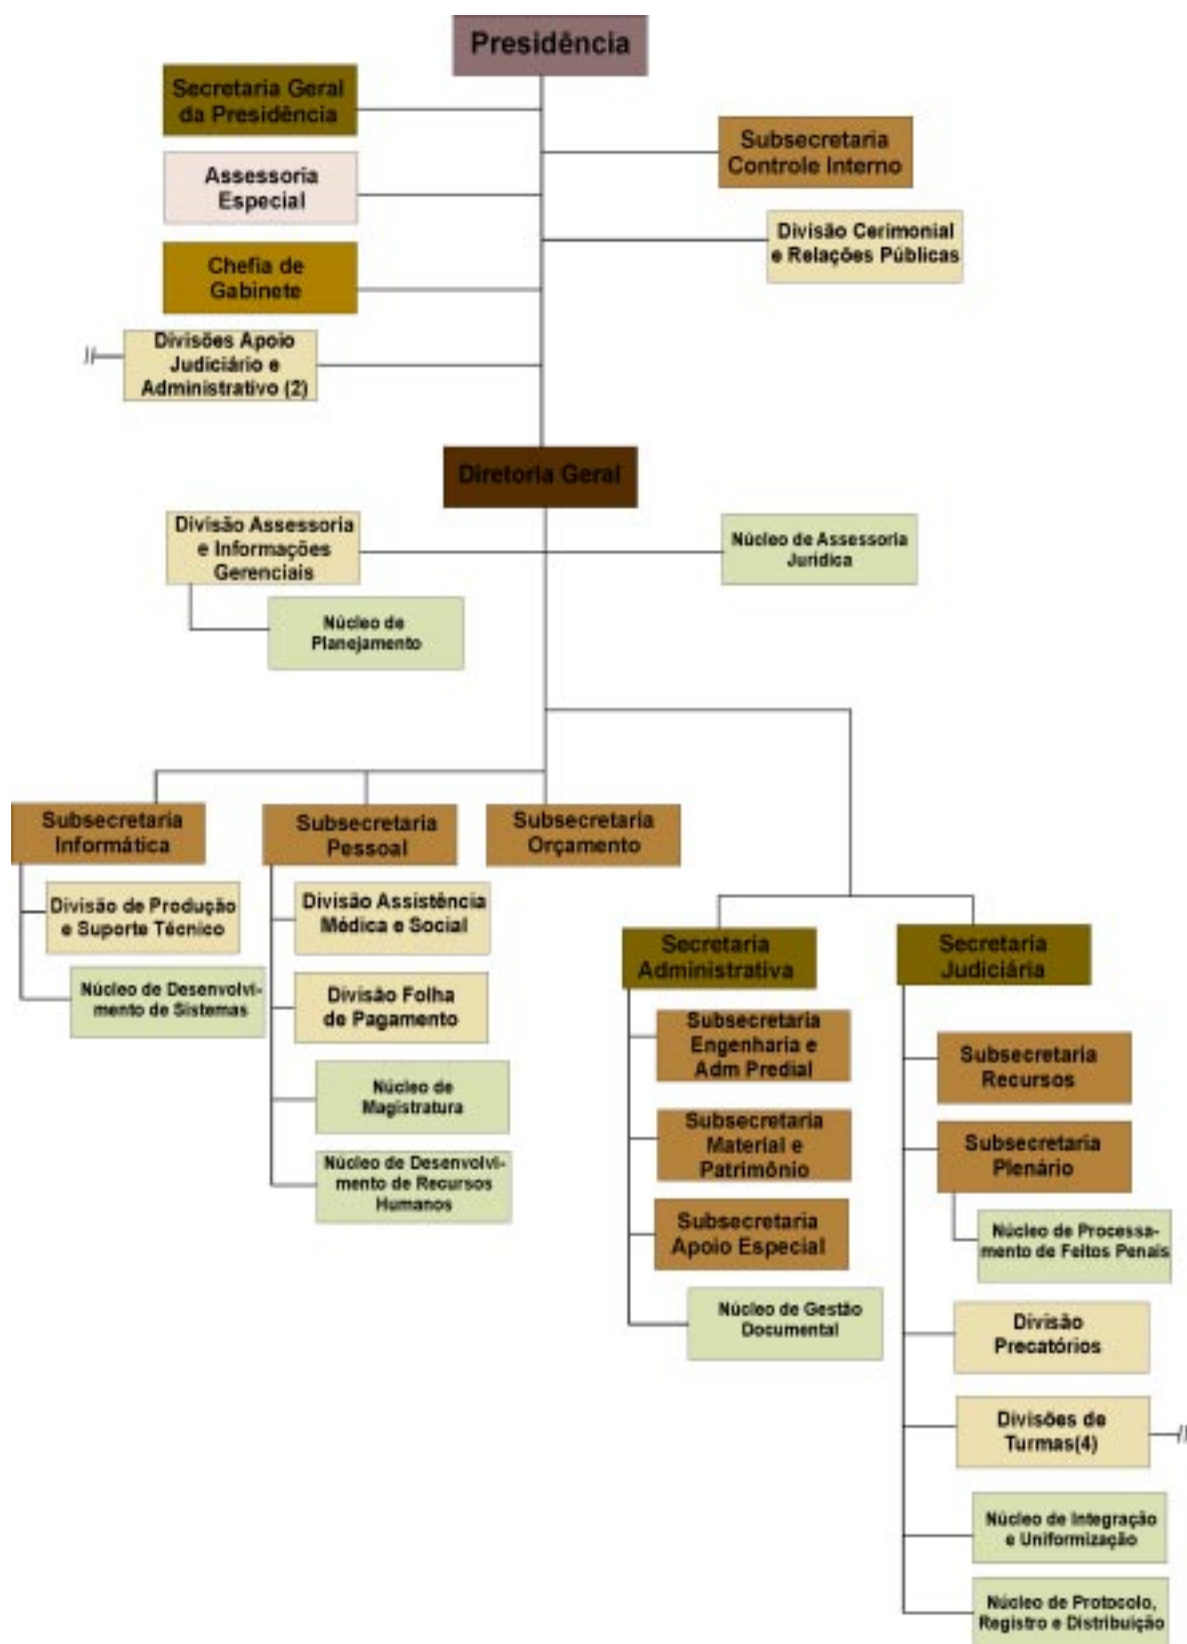 Presidência
Secretaria Geral
da Presidência
Subsecretaria
Controle Interno
Assessoria
Especial
Divisão Cerimonial
e Relações Públicas
Chefia de
Gabinete
Divisões Apoio
Judiciário e
Administrativo (2)
Diretoria Geral
Divisão Assessoria
e Informações
Gerenciais
Núcleo de Assessoria
Jurídica
Núcleo de
Planejamento
Subsecretaria
Informática
Divisão de Produção
e Suporte Técnico
Núcleo de Desenvolvi-
mento de Sistemas
Subsecretaria
Pessoal
Divisão Assistência
Médica e Social
Divisão Folha
de Pagamento
Núcleo de
Magistratura
Núcleo de Desenvolvi-
mento de Recursos
Humanos
Subsecretaria
Orçamento
Secretaria
Administrativa
Subsecretaria
Engenharia e
Adm Predial
Subsecretaria
Material e
Patrimônio
Subsecretaria
Apoio Especial
Núcleo de Gestão
Documental
Secretaria
Judiciária
Subsecretaria
Recursos
Subsecretaria
Plenário
Núcleo de Processa-
mento de Feitos Penais
Divisão
Precatórios
Divisões de
Turmas(4)
Núcleo de Integração
e Uniformização
Núcleo de Protocolo,
Registro e Distribuição